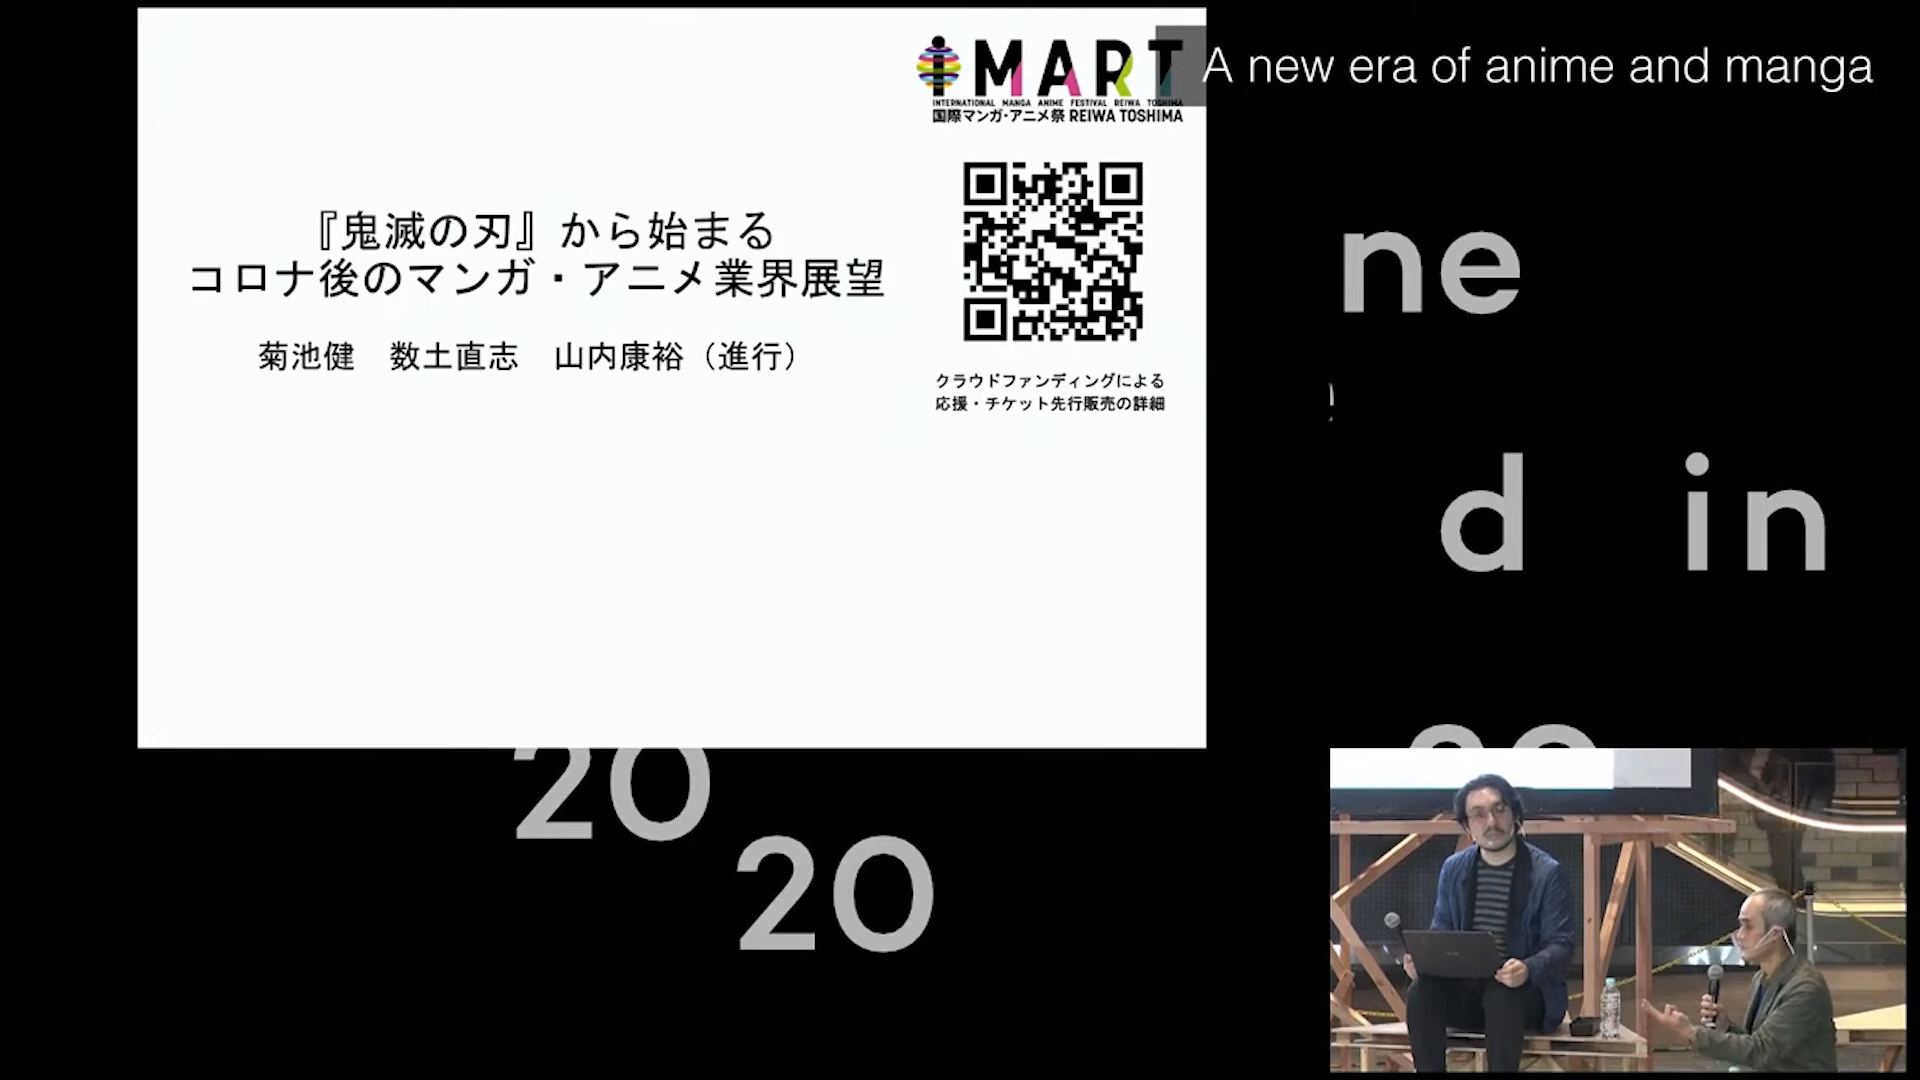 iMART
INTERNATIONAL MANGA ANIME FESTIVAL REIWA TOSHIMA
国際マンガ・アニメ祭 REIWA TOSHIMA
A new era of anime and manga
『鬼滅の刃』から始まる
コロナ後のマンガ・アニメ業界展望
菊池健 数土直志 山内康裕（進行）
クラウドファンディングによる
応援・チケット先行販売の詳細
ne
d in
20
20